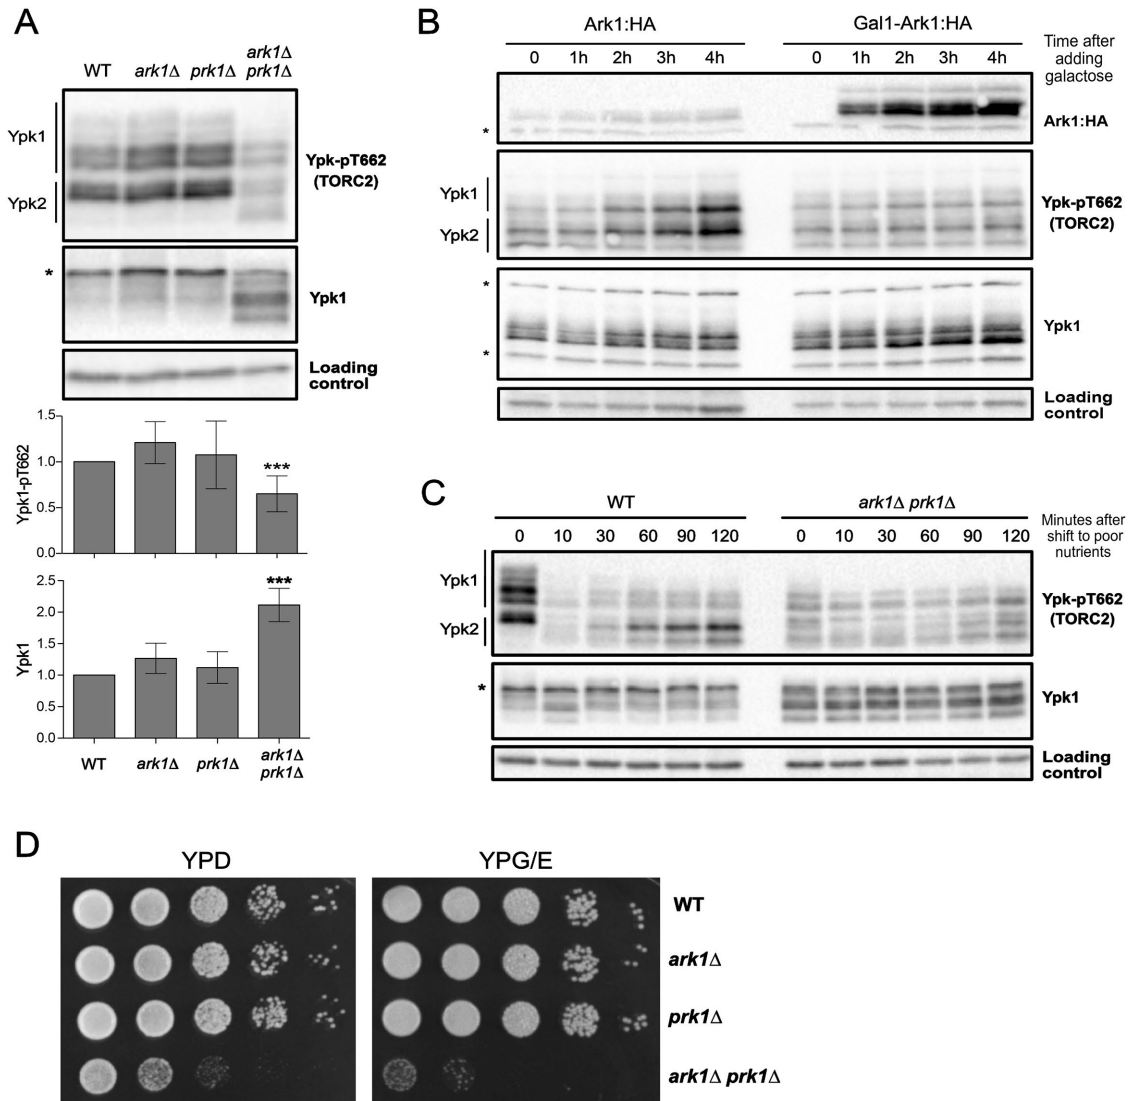 A
WT
ark1Δ
prk1Δ
ark1Δ
prk1Δ
Ypk1
Ypk2
Ypk-pT662
(TORC2)
*
Ypk1
Loading
control
Ypk1-pT662
1.5
1.0
0.5
0.0
***
Ypk1
2.5
2.0
1.5
1.0
0.5
0.0
***
WT
ark1Δ
prk1Δ
ark1Δ
prk1Δ
B
Ark1:HA
Gal1-Ark1:HA
0 1h 2h 3h 4h
0 1h 2h 3h 4h
Time after
adding
galactose
*
Ark1:HA
Ypk1
Ypk2
Ypk-pT662
(TORC2)
*
*
Ypk1
Loading
control
C
WT
ark1Δ prk1Δ
0 10 30 60 90 120
0 10 30 60 90 120
Minutes after
shift to poor
nutrients
Ypk1
Ypk2
Ypk-pT662
(TORC2)
*
Ypk1
Loading
control
D
YPD
YPG/E
WT
ark1Δ
prk1Δ
ark1Δ prk1Δ